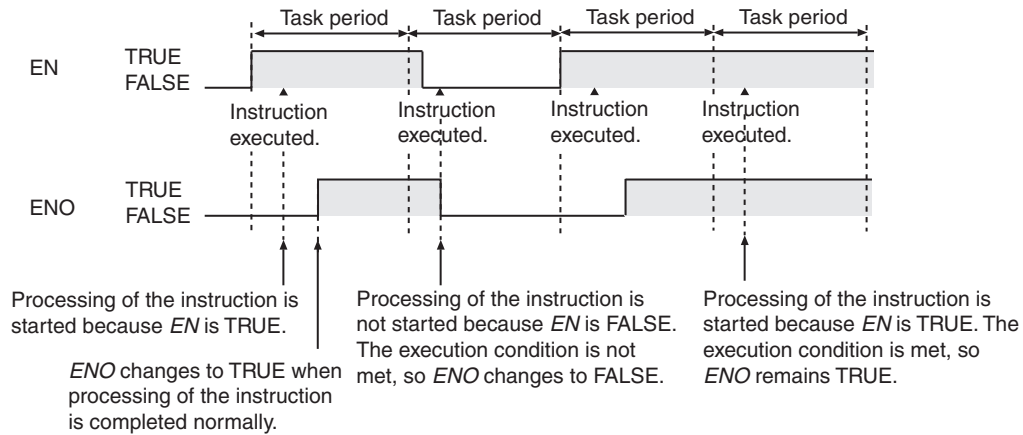 Task period Task period Task period Task period
EN
TRUE
FALSE
Instruction executed.
Instruction executed.
Instruction executed.
Instruction executed.
ENO
TRUE
FALSE
Processing of the instruction is
started because EN is TRUE.
ENO changes to TRUE when
processing of the instruction
is completed normally.
Processing of the instruction is
not started because EN is FALSE.
The execution condition is not
met, so ENO changes to FALSE.
Processing of the instruction is
started because EN is TRUE. The
execution condition is met, so
ENO remains TRUE.